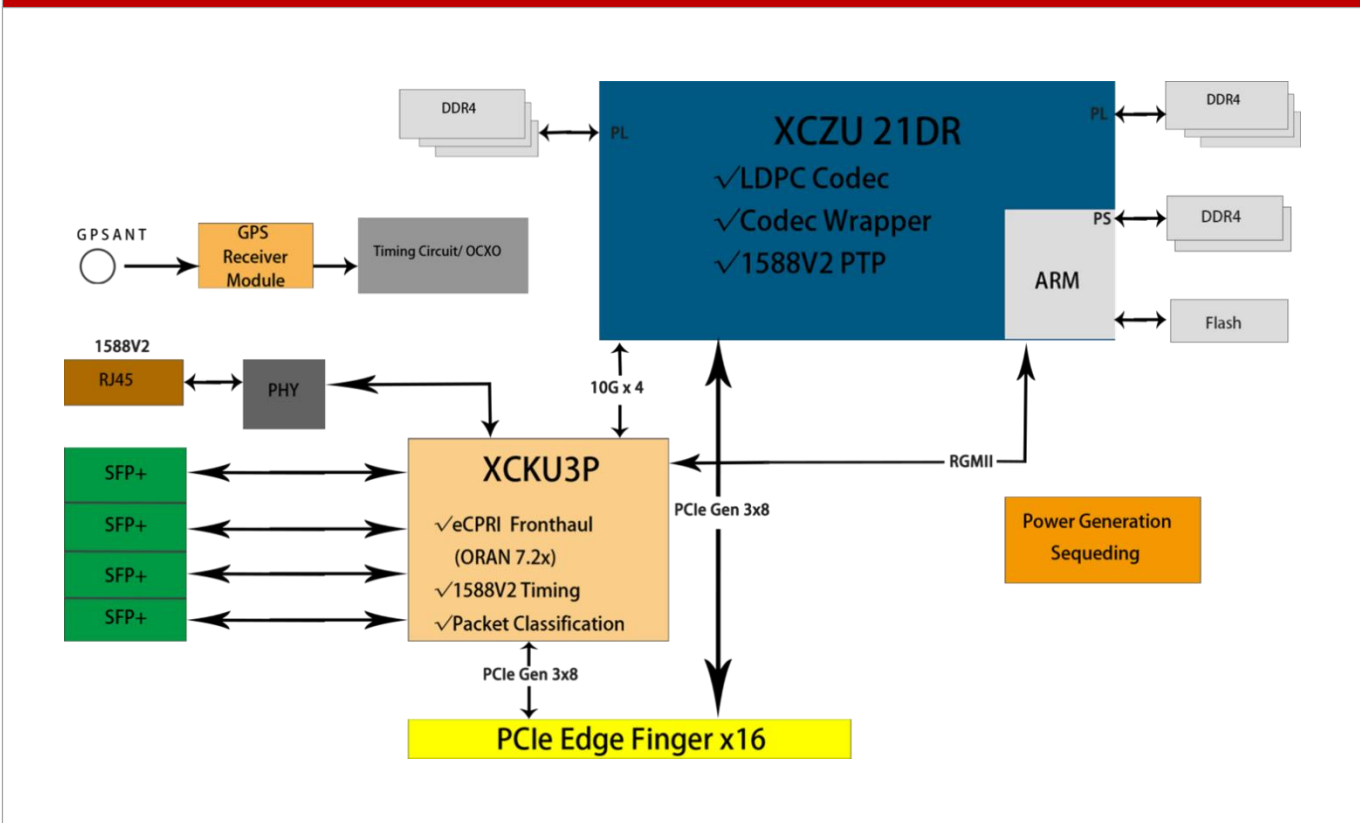 DDR4
PL
XCZU 21DR
√LDPC Codec
√Codec Wrapper
√1588V2 PTP
PL
DDR4
PS
DDR4
ARM
Flash
GPSANT
GPS
Receiver
Module
Timing Circuit/ OCXO
1588V2
RJ45
PHY
10G x 4
RGMII
PCIe Gen 3x8
SFP+
SFP+
SFP+
SFP+
XCKU3P
√eCPRI Fronthaul
(ORAN 7.2x)
√1588V2 Timing
√Packet Classification
Power Generation
Sequeding
PCIe Gen 3x8
PCIe Edge Finger x16